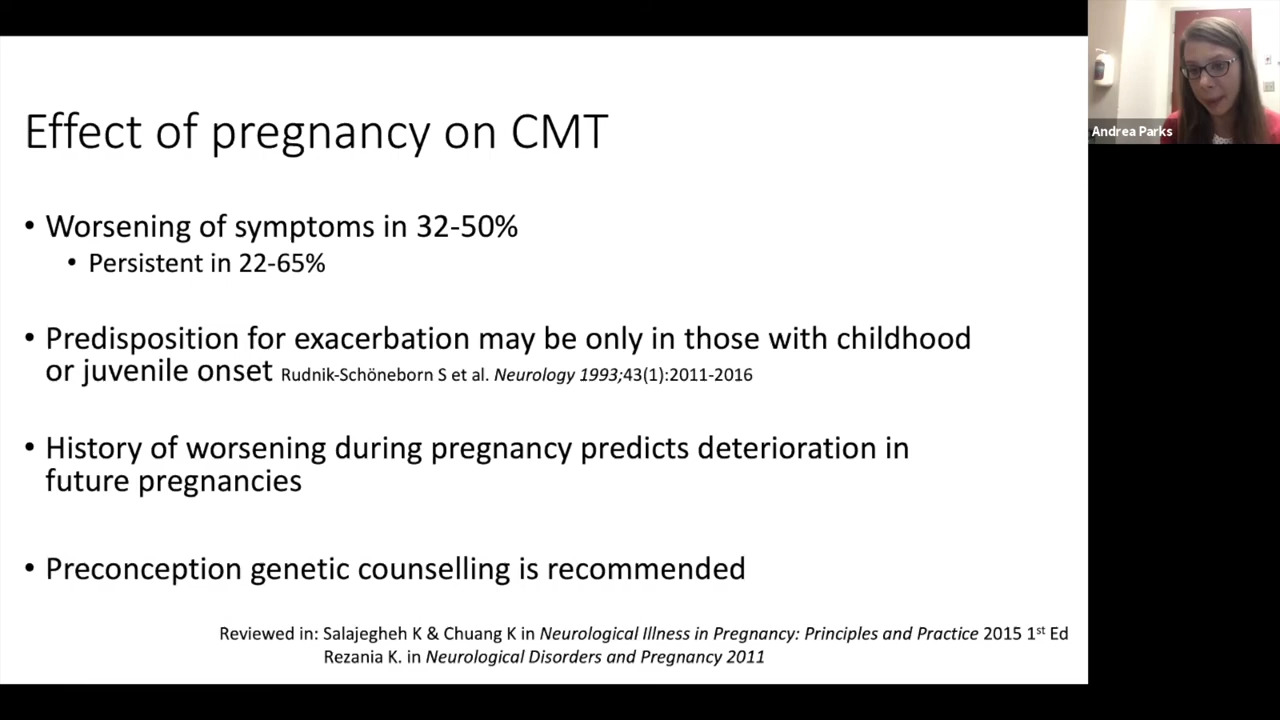 Effect of pregnancy on CMT
• Worsening of symptoms in 32-50%
• Persistent in 22-65%
• Predisposition for exacerbation may be only in those with childhood
or juvenile onset Rudnik-Schöneborn S et al. Neurology 1993;43(1):2011-2016
• History of worsening during pregnancy predicts deterioration in
future pregnancies
• Preconception genetic counselling is recommended
Reviewed in: Salajegheh K & Chuang K in Neurological Illness in Pregnancy: Principles and Practice 2015 1st Ed
Rezania K. in Neurological Disorders and Pregnancy 2011
Andrea Parks